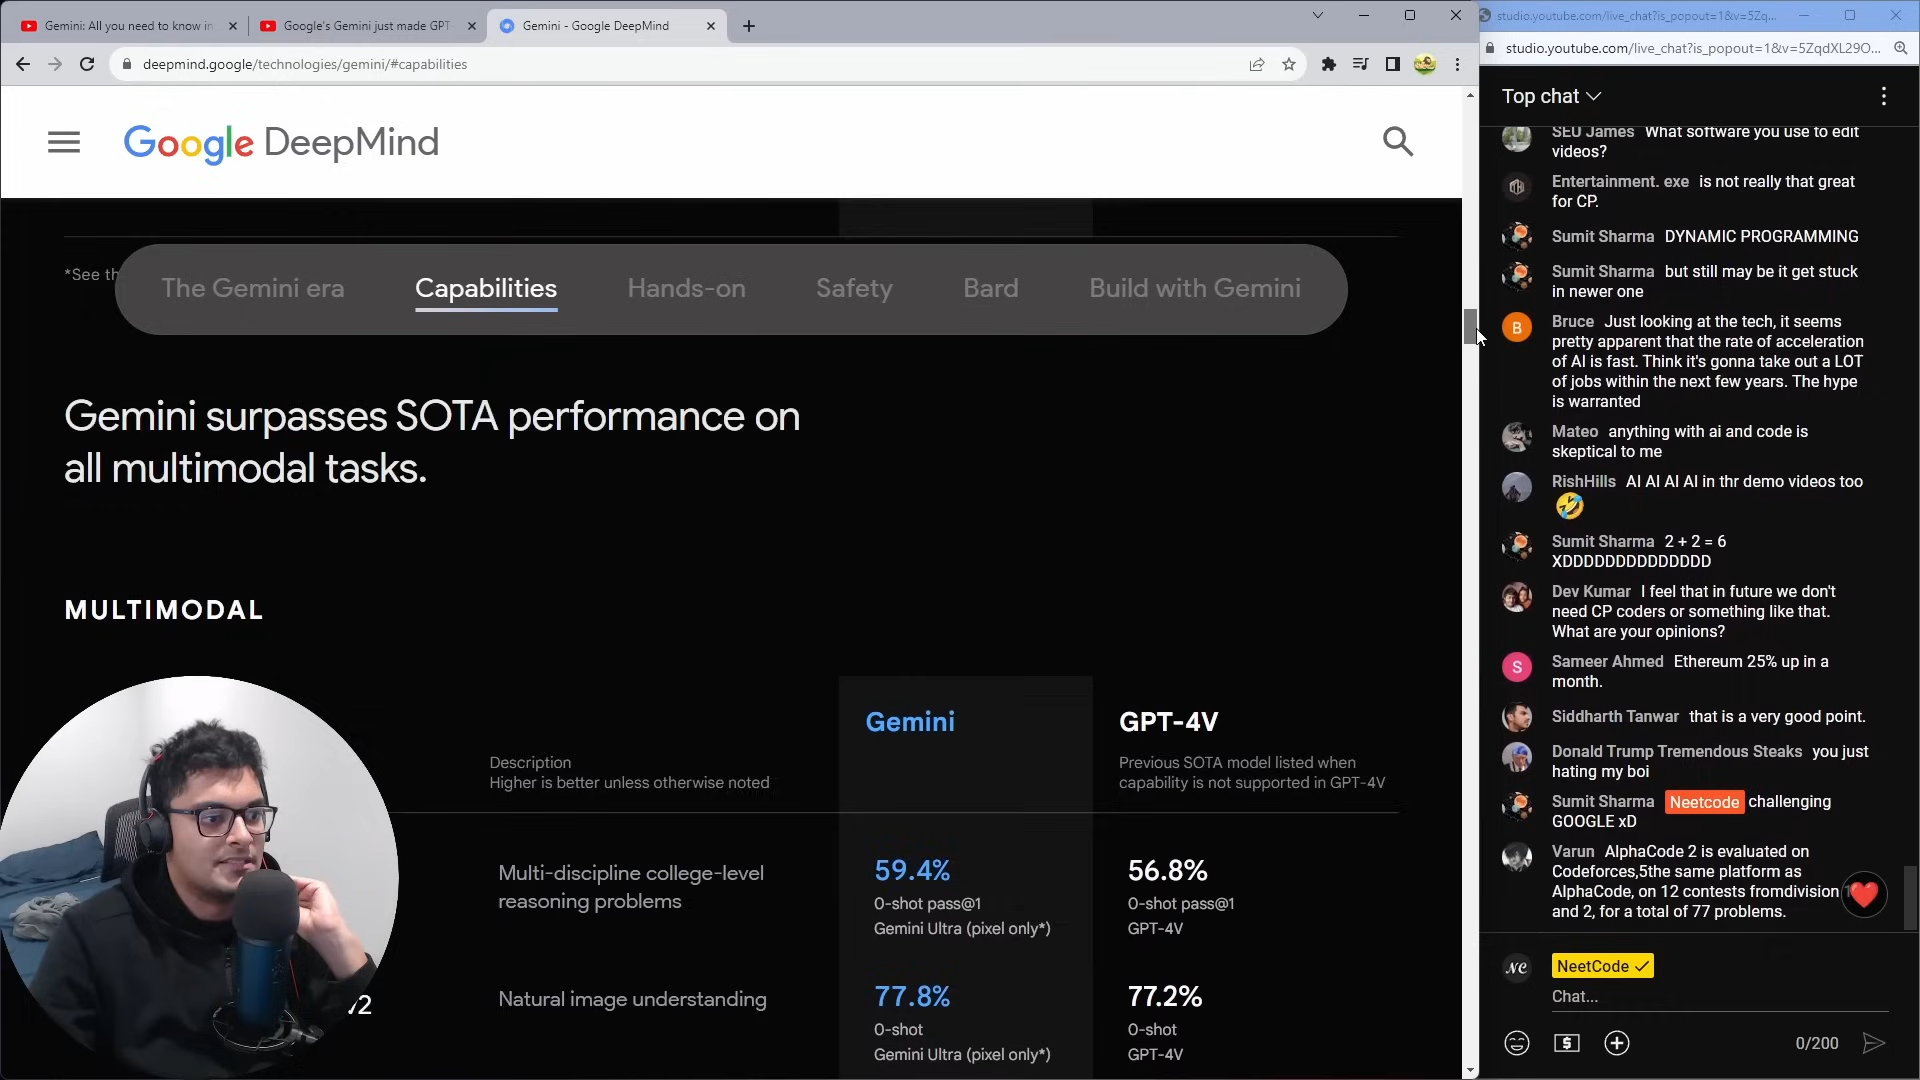 Gemini: All you need to know in
Google's Gemini just made GPT
Gemini - Google DeepMind
deepmind.google/technologies/gemini/#capabilities
Google DeepMind
*See th
The Gemini era
Capabilities
Hands-on
Safety
Bard
Build with Gemini
Gemini surpasses SOTA performance on
all multimodal tasks.
MULTIMODAL
Gemini
GPT-4V
Description
Higher is better unless otherwise noted
Previous SOTA model listed when
capability is not supported in GPT-4V
Multi-discipline college-level
reasoning problems
59.4%
0-shot pass@1
Gemini Ultra (pixel only*)
56.8%
0-shot pass@1
GPT-4V
Natural image understanding
77.8%
0-shot
Gemini Ultra (pixel only*)
77.2%
0-shot
GPT-4V
v2
studio.youtube.com/live_chat?is_popout=1&v=5Zq...
studio.youtube.com/live_chat?is_popout=1&v=5ZqdXL29O...
Top chat
SEU James What software you use to edit
videos?
Entertainment. exe is not really that great
for CP.
Sumit Sharma DYNAMIC PROGRAMMING
Sumit Sharma but still may be it get stuck
in newer one
B
Bruce Just looking at the tech, it seems
pretty apparent that the rate of acceleration
of AI is fast. Think it's gonna take out a LOT
of jobs within the next few years. The hype
is warranted
Mateo anything with ai and code is
skeptical to me
RishHills AI AI AI AI in thr demo videos too
🤣
Sumit Sharma 2 + 2 = 6
XDDDDDDDDDDDDDDD
Dev Kumar I feel that in future we don't
need CP coders or something like that.
What are your opinions?
S
Sameer Ahmed Ethereum 25% up in a
month.
Siddharth Tanwar that is a very good point.
Donald Trump Tremendous Steaks you just
hating my boi
Sumit Sharma Neetcode challenging
GOOGLE xD
Varun AlphaCode 2 is evaluated on
Codeforces,5the same platform as
AlphaCode, on 12 contests fromdivision 1
and 2, for a total of 77 problems.
NC
NeetCode
Chat...
0/200